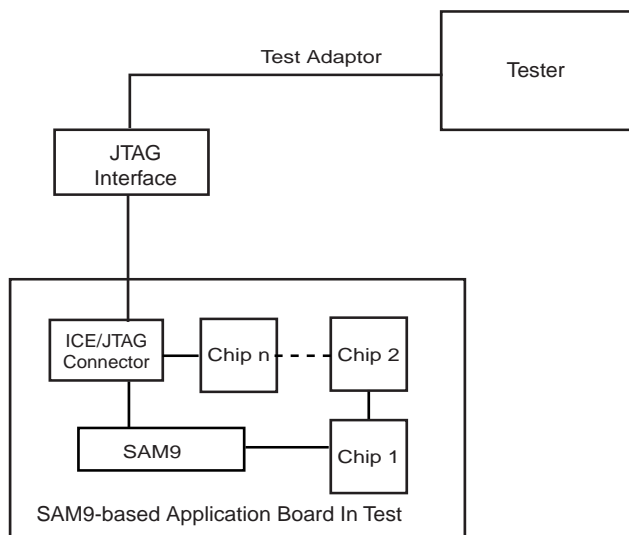 Test Adaptor
Tester
JTAG
Interface
ICE/JTAG
Connector
Chip n
Chip 2
SAM9
Chip 1
SAM9-based Application Board In Test